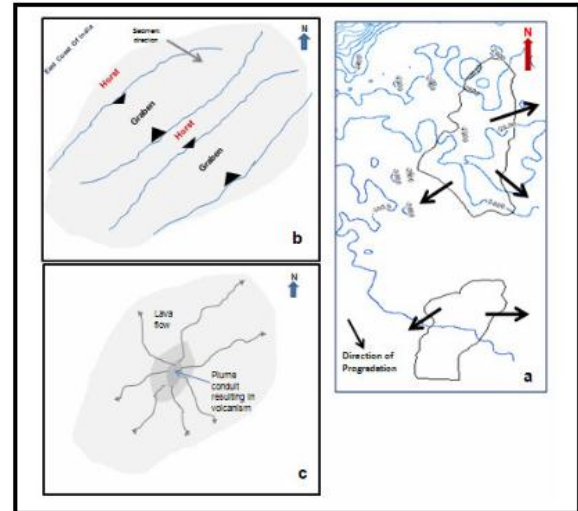 East Coast Of India
Sediment
direction
N
Horst
Graben
Horst
Graben
b
N
Lava
flow
Plume
conduit
resulting in
volcanism
c
N
Direction of
Progradation
a